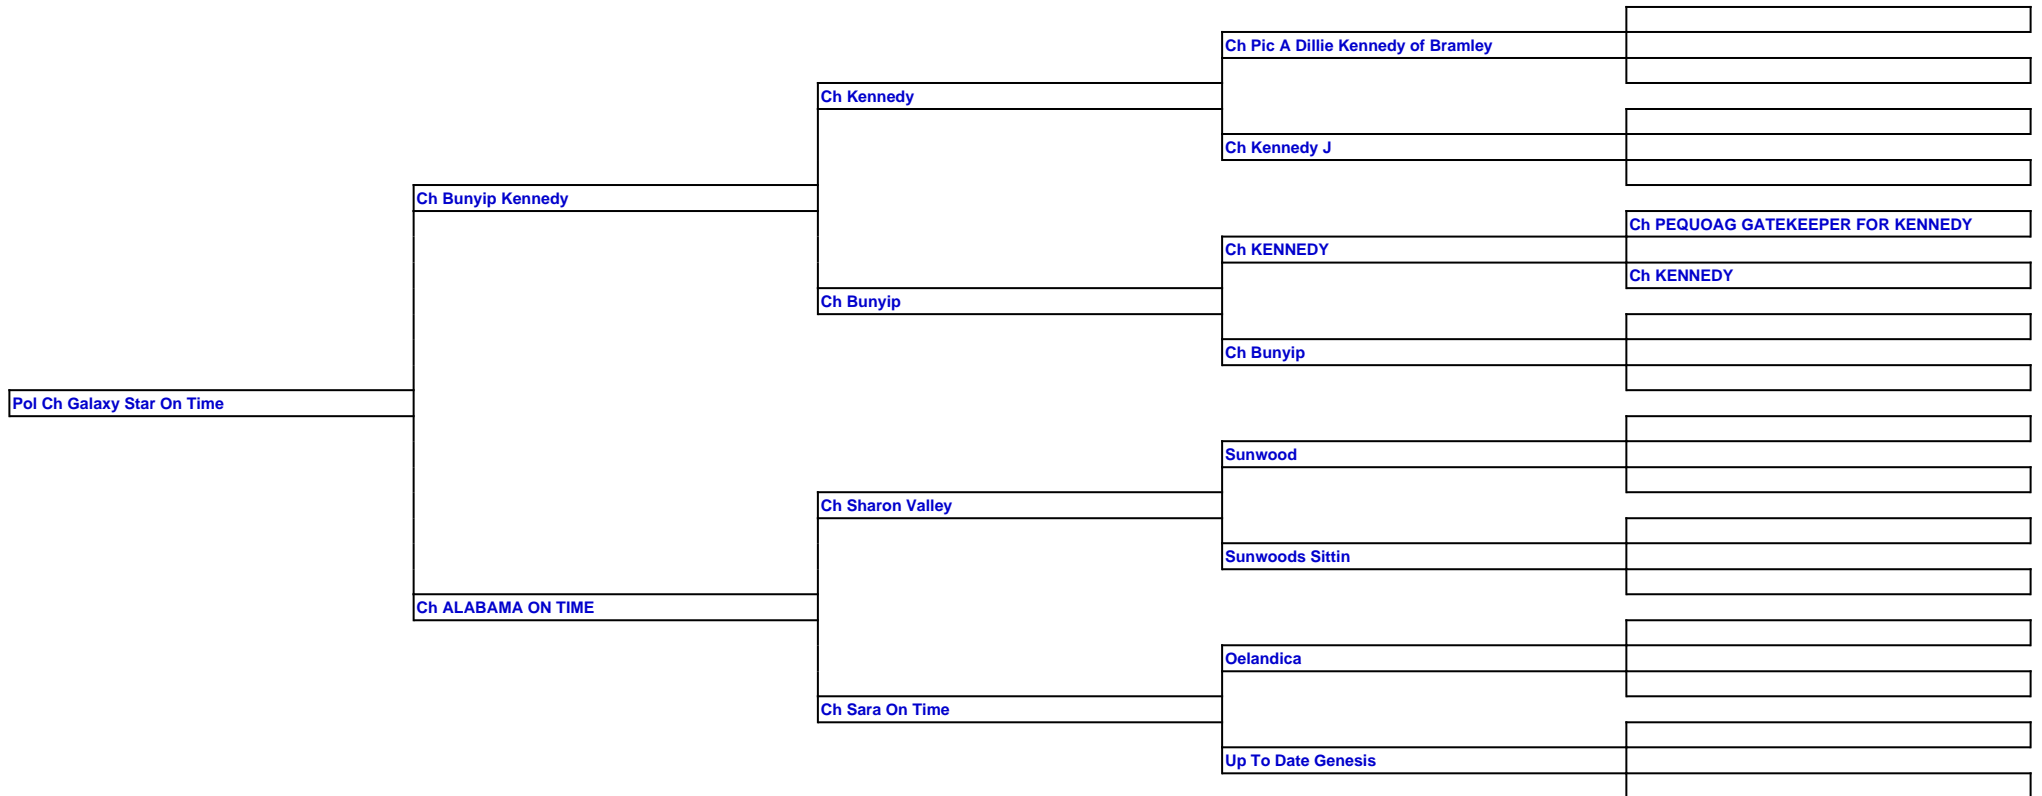 Ch Pic A Dillie Kennedy of Bramley
Ch Kennedy
Ch Kennedy J
Ch Bunyip Kennedy
Ch PEQUOAG GATEKEEPER FOR KENNEDY
Ch KENNEDY
Ch KENNEDY
Ch Bunyip
Ch Bunyip
Pol Ch Galaxy Star On Time
Sunwood
Ch Sharon Valley
Sunwoods Sittin
Ch ALABAMA ON TIME
Oelandica
Ch Sara On Time
Up To Date Genesis